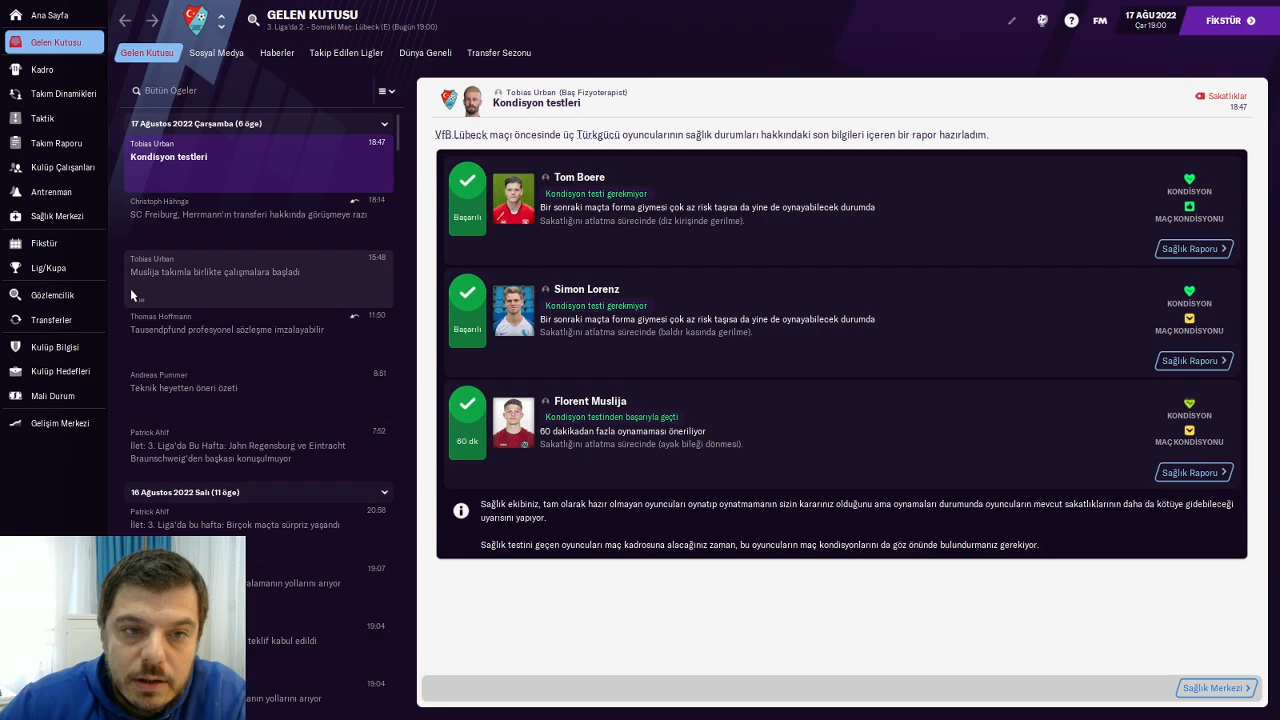 Ana Sayfa
Gelen Kutusu
Kadro
Takım Dinamikleri
Taktik
Takım Raporu
Kulüp Çalışanları
Antrenman
Sağlık Merkezi
Fikstür
Lig/Kupa
Gözlemcilik
Transferler
Kulüp Bilgisi
Kulüp Hedefleri
Mali Durum
Gelişim Merkezi
GELEN KUTUSU
3. Liga'da 2. - Sonraki Maç: Lübeck (E) (Bugün 19:00)
FM
17 AĞU 2022
Çar 19:00
FİKSTÜR
Gelen Kutusu
Sosyal Medya
Haberler
Takip Edilen Ligler
Dünya Geneli
Transfer Sezonu
Bütün Ögeler
17 Ağustos 2022 Çarşamba (6 öge)
Tobias Urban 18:47
Kondisyon testleri
Christoph Hähnge 18:14
SC Freiburg, Herrmann'ın transferi hakkında görüşmeye razı
Tobias Urban 15:48
Muslija takımla birlikte çalışmalara başladı
Thomas Hoffmann 11:50
Tausendpfund profesyonel sözleşme imzalayabilir
Andreas Pummer 8:51
Teknik heyetten öneri özeti
Patrick Ahlf 7:52
İlet: 3. Liga'da Bu Hafta: Jahn Regensburg ve Eintracht
Braunschweig'den başkası konuşulmuyor
16 Ağustos 2022 Salı (11 öge)
Patrick Ahlf 20:58
İlet: 3. Liga'da bu hafta: Birçok maçta sürpriz yaşandı
19:07
alamanın yollarını arıyor
19:04
teklif kabul edildi
19:04
nanın yollarını arıyor
Tobias Urban (Baş Fizyoterapist)
Kondisyon testleri
Sakatlıklar
18:47
VfB Lübeck maçı öncesinde üç Türkgücü oyuncularının sağlık durumları hakkındaki son bilgileri içeren bir rapor hazırladım.
Başarılı
Tom Boere
Kondisyon testi gerekmiyor
Bir sonraki maçta forma giymesi çok az risk taşısa da yine de oynayabilecek durumda
Sakatlığını atlatma sürecinde (diz kirişinde gerilme).
KONDİSYON
MAÇ KONDİSYONU
Sağlık Raporu
Başarılı
Simon Lorenz
Kondisyon testi gerekmiyor
Bir sonraki maçta forma giymesi çok az risk taşısa da yine de oynayabilecek durumda
Sakatlığını atlatma sürecinde (baldır kasında gerilme).
KONDİSYON
MAÇ KONDİSYONU
Sağlık Raporu
60 dk
Florent Muslija
Kondisyon testinden başarıyla geçti
60 dakikadan fazla oynamaması öneriliyor
Sakatlığını atlatma sürecinde (ayak bileği dönmesi).
KONDİSYON
MAÇ KONDİSYONU
Sağlık Raporu
Sağlık ekibiniz, tam olarak hazır olmayan oyuncuları oynatıp oynatmamanın sizin kararınız olduğunu ama oynamaları durumunda oyuncuların mevcut sakatlıklarının daha da kötüye gidebileceği
uyarısını yapıyor.
Sağlık testini geçen oyuncuları maç kadrosuna alacağınız zaman, bu oyuncuların maç kondisyonlarını da göz önünde bulundurmanız gerekiyor.
Sağlık Merkezi